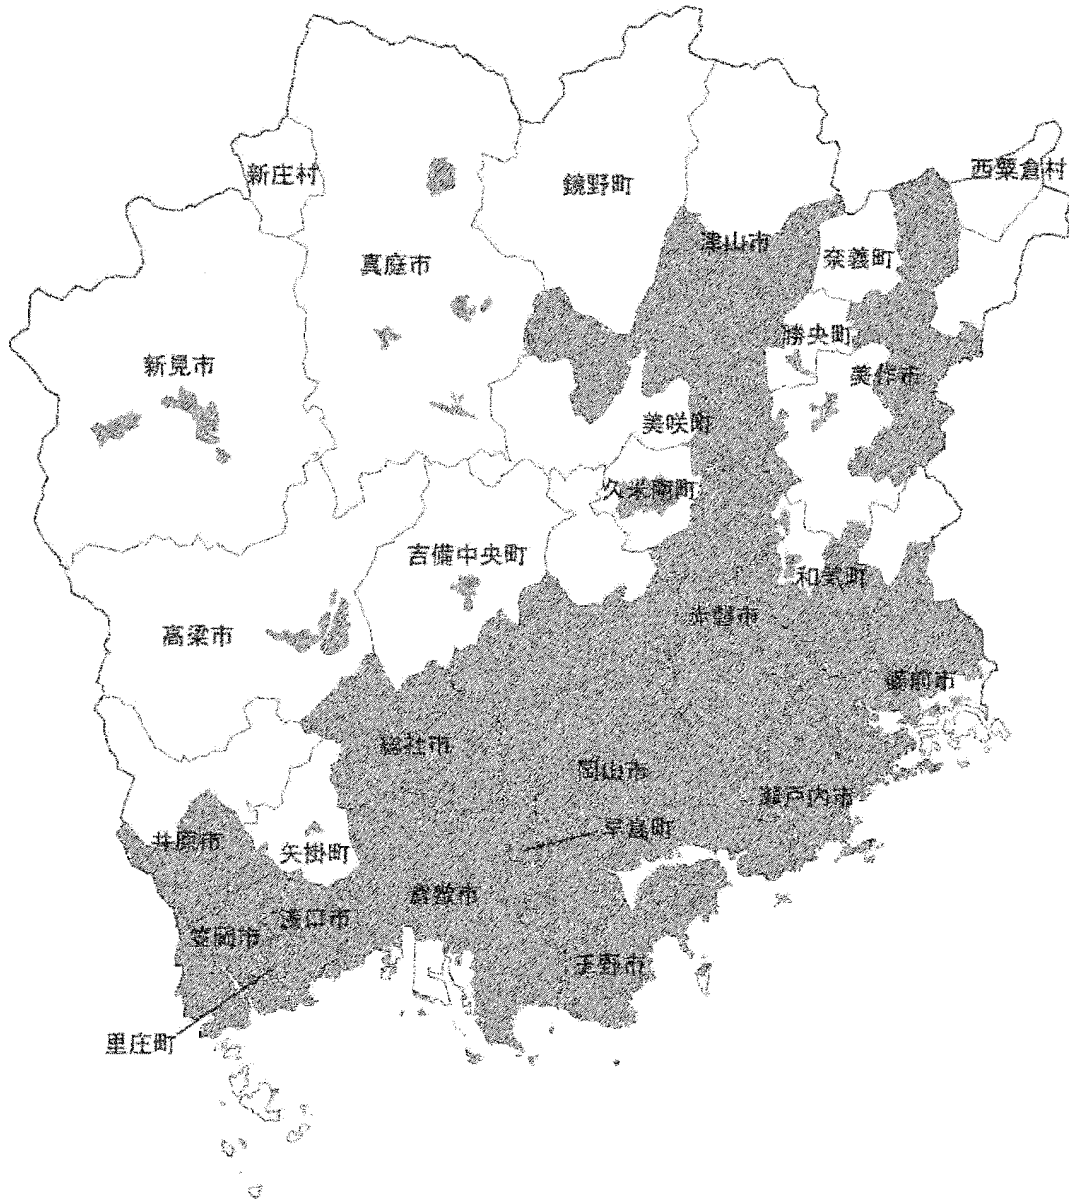 西粟倉村
新庄村
鏡野町
津山市
奈義町
真庭市
勝央町
新見市
美作市
美咲町
久米南町
吉備中央町
和気町
赤磐市
高梁市
備前市
総社市
岡山市
瀬戸内市
早島町
井原市
矢掛町
倉敷市
浅口市
笠岡市
玉野市
里庄町